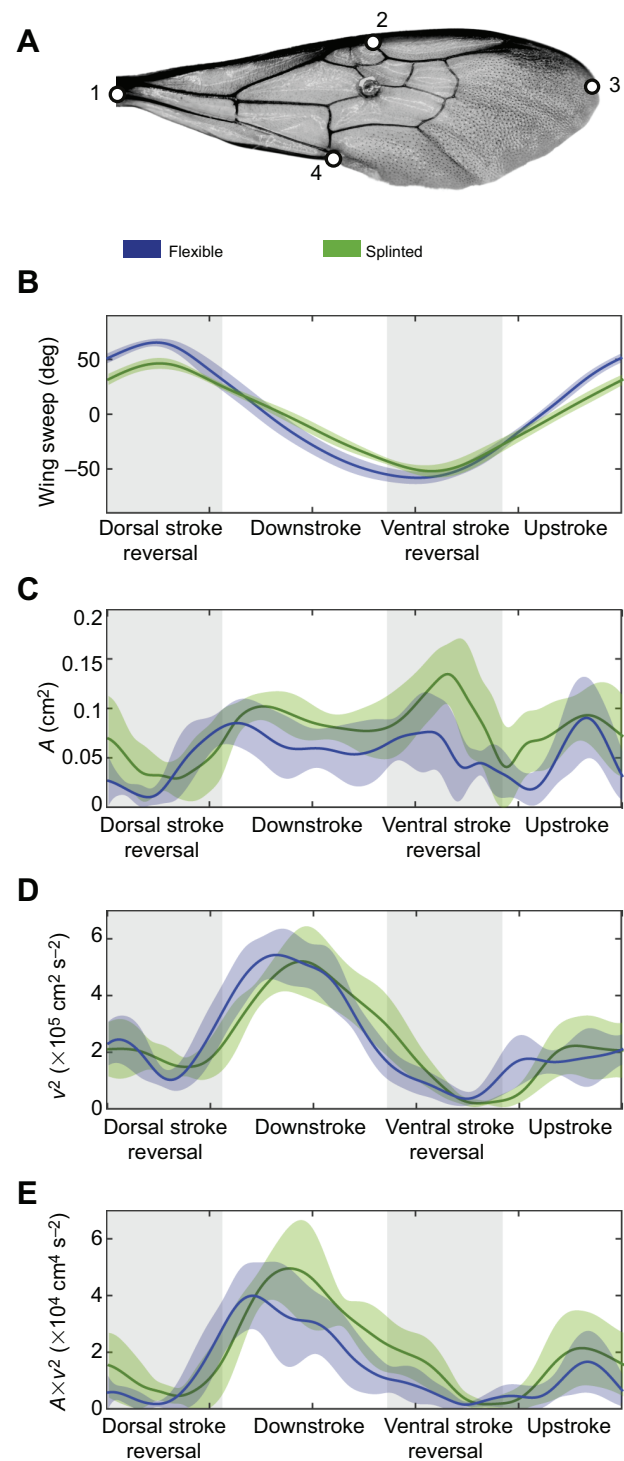 A
1
2
3
4
Flexible
Splinted
B
Wing sweep (deg)
50
0
–50
Dorsal stroke reversal
Downstroke
Ventral stroke reversal
Upstroke
C
A (cm²)
0.2
0.15
0.1
0.05
0
Dorsal stroke reversal
Downstroke
Ventral stroke reversal
Upstroke
D
v² (×10⁵ cm² s⁻²)
6
4
2
0
Dorsal stroke reversal
Downstroke
Ventral stroke reversal
Upstroke
E
A×v² (×10⁴ cm⁴ s⁻²)
6
4
2
0
Dorsal stroke reversal
Downstroke
Ventral stroke reversal
Upstroke